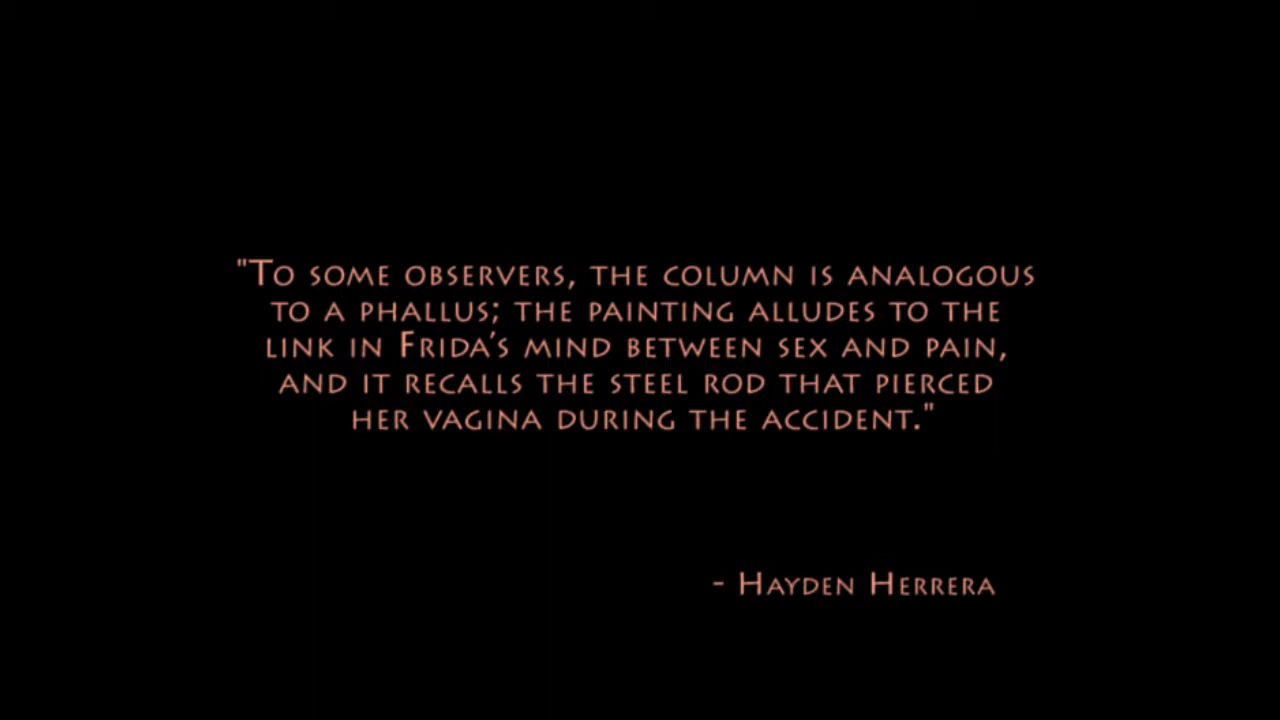 "To some observers, the column is analogous
to a phallus; the painting alludes to the
link in Frida's mind between sex and pain,
and it recalls the steel rod that pierced
her vagina during the accident."
- Hayden Herrera